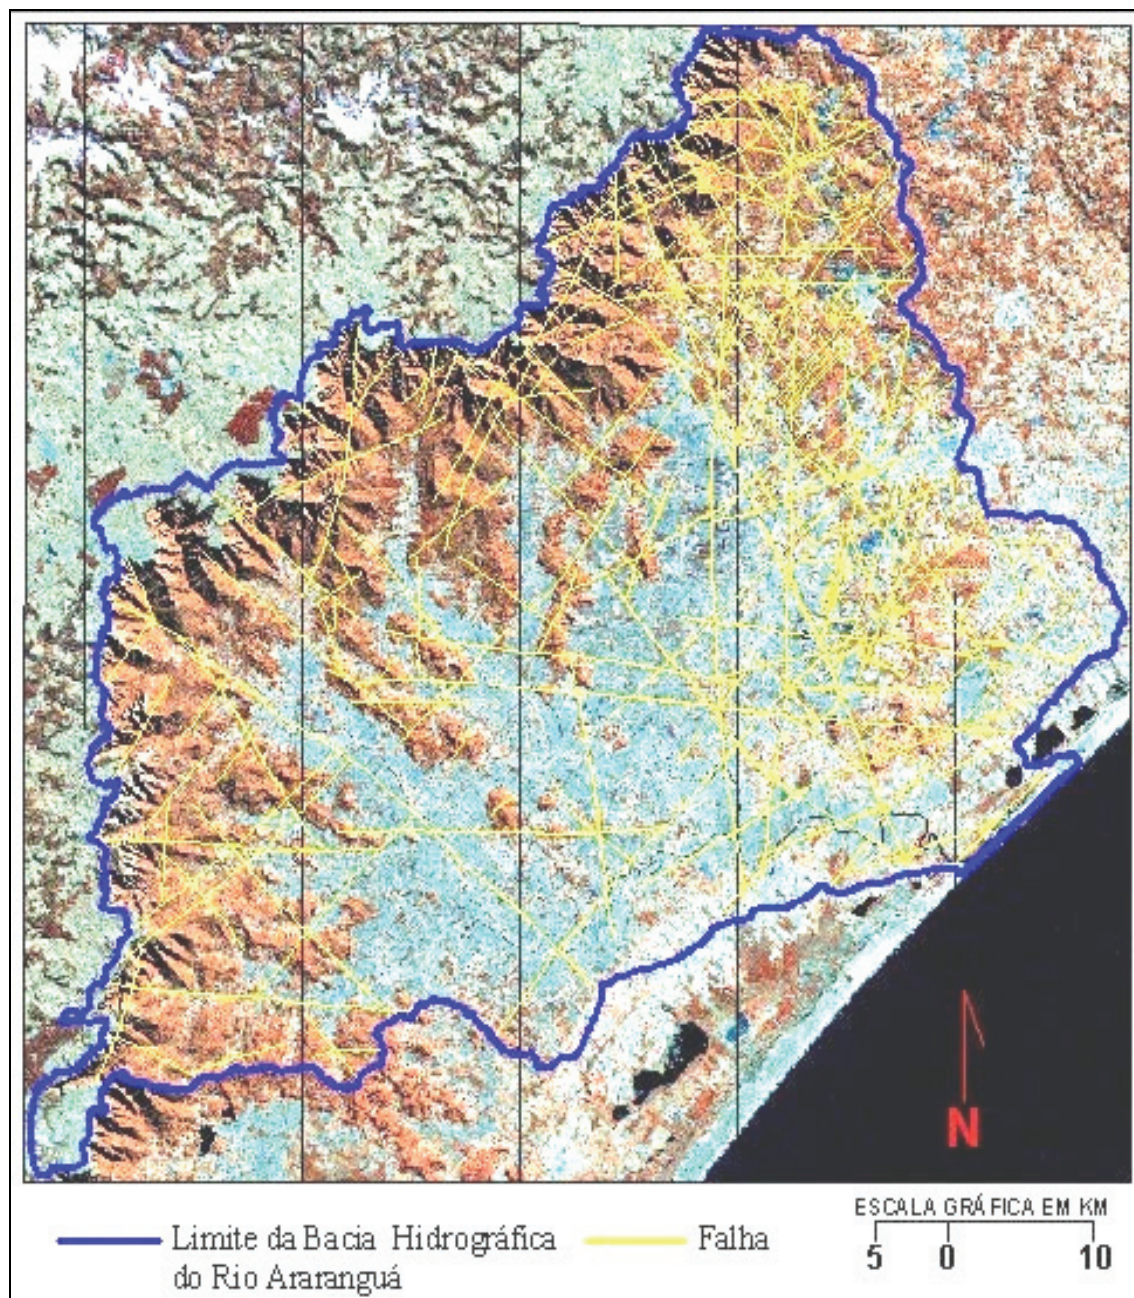 N
ESCALA GRÁFICA EM KM
5 0 10
Limite da Bacia Hidrográfica
do Rio Araranguá
Falha